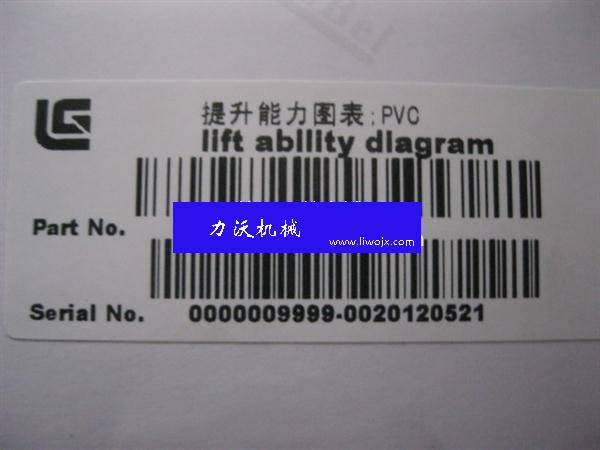 提升能力图表:PVC
lift ability diagram
Part No.
力沃机械
www.liwojx.com
Serial No. 0000009999-0020120521